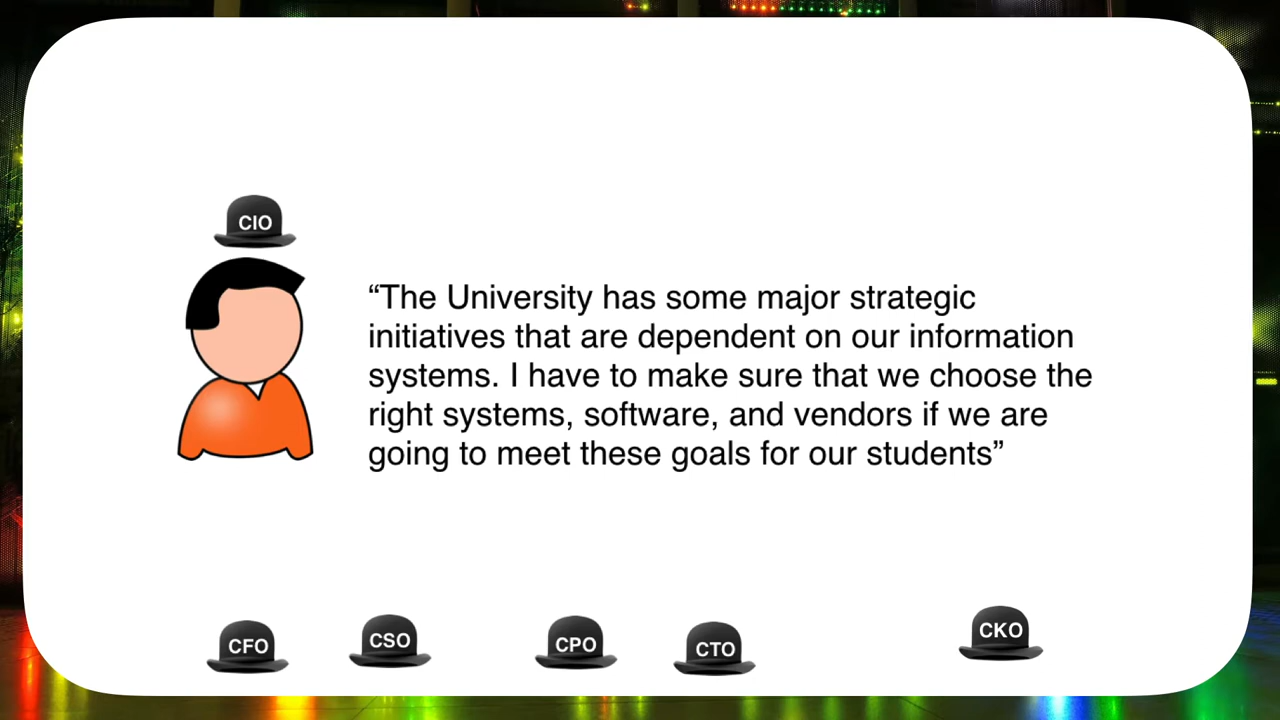 CIO
“The University has some major strategic
initiatives that are dependent on our information
systems. I have to make sure that we choose the
right systems, software, and vendors if we are
going to meet these goals for our students”
CFO
CSO
CPO
CTO
CKO